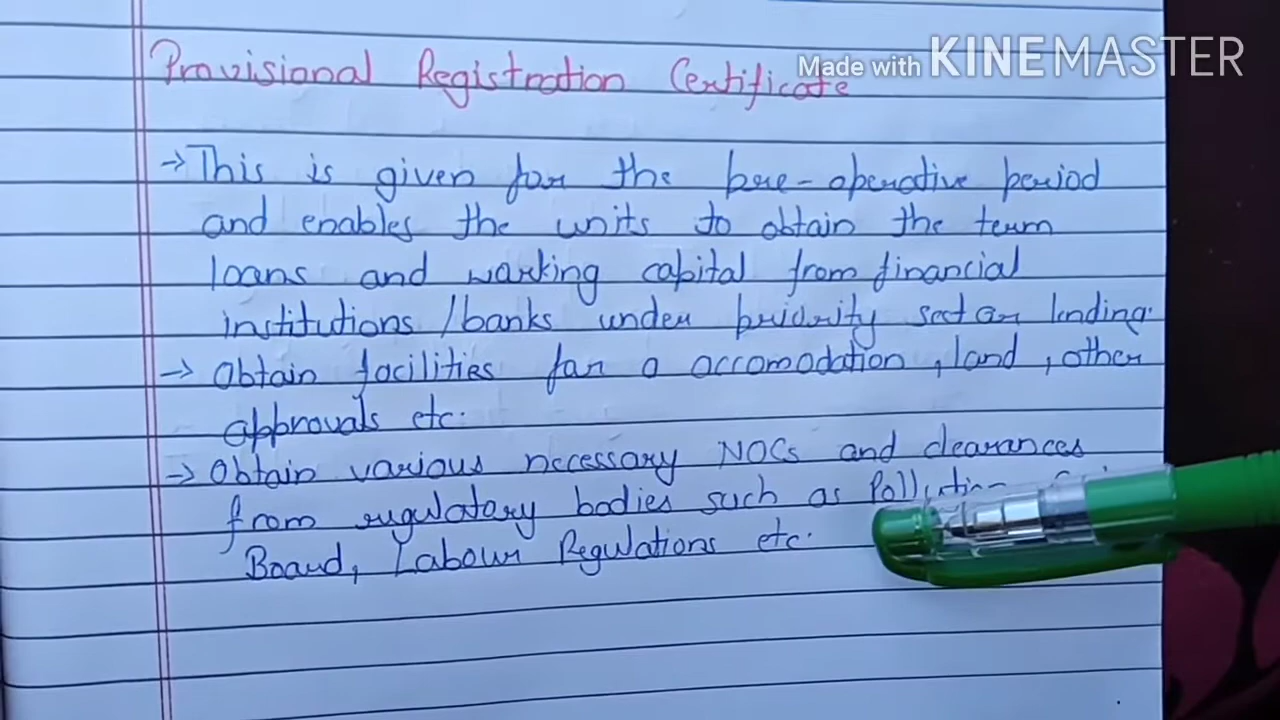 Made with KINEMASTER
Provisional Registration Certificate
→ This is given for the pre-operative period
and enables the units to obtain the term
loans and working capital from financial
institutions /banks under priority sector lending.
→ Obtain facilities for a accomodation, land, other
approvals etc.
→ Obtain various necessary NOCs and clearances
from regulatory bodies such as Pollution
Board, Labour Regulations etc.